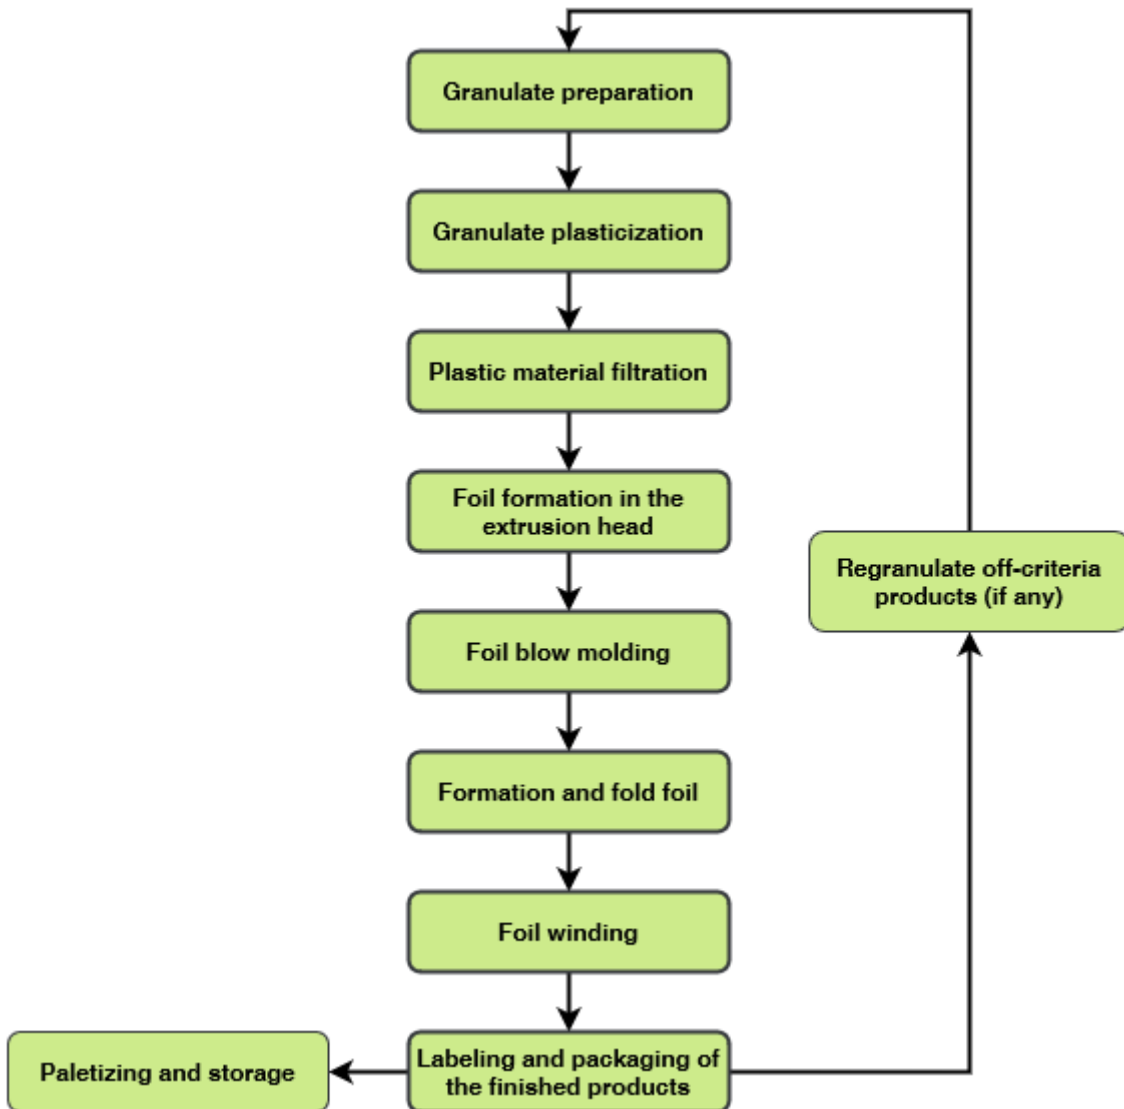 Granulate preparation
Granulate plasticization
Plastic material filtration
Foil formation in the
extrusion head
Regranulate off-criteria
products (if any)
Foil blow molding
Formation and fold foil
Foil winding
Labeling and packaging of
the finished products
Paletizing and storage